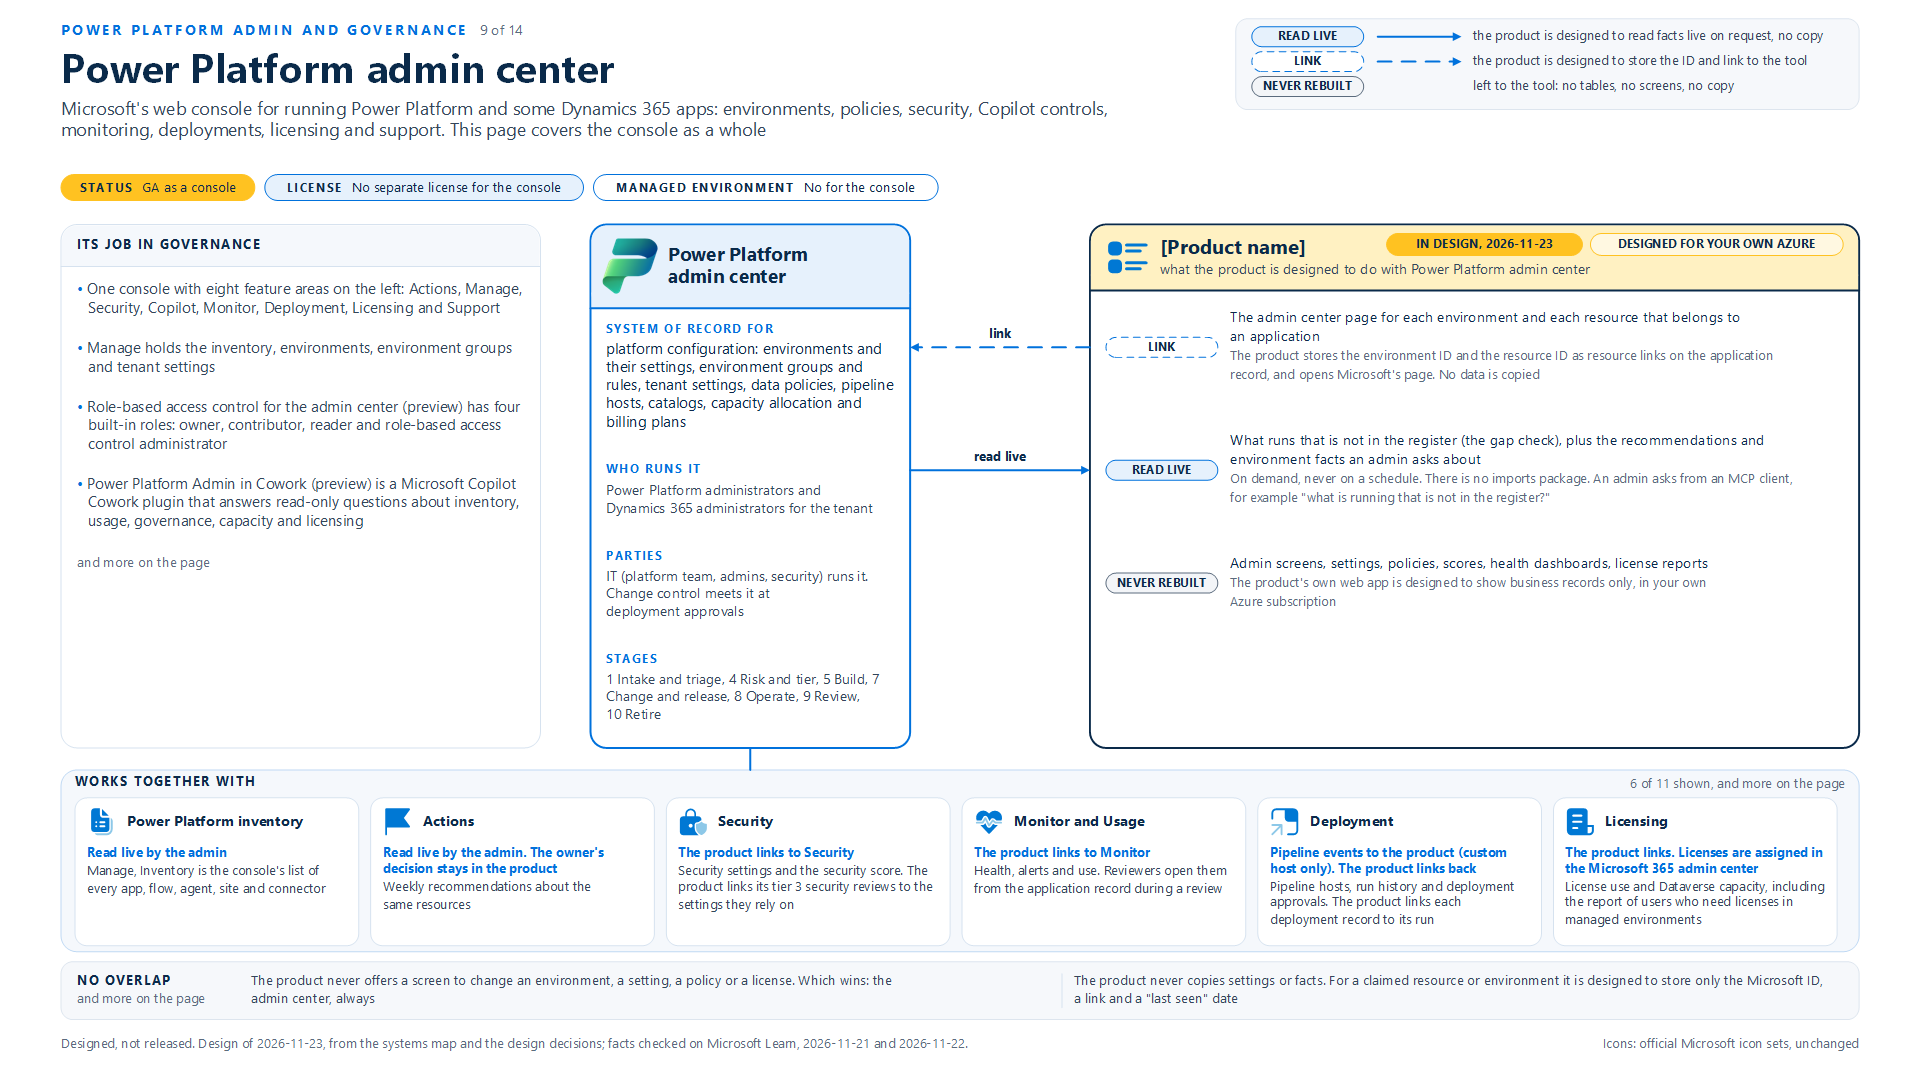 POWER PLATFORM ADMIN AND GOVERNANCE 9 of 14
Power Platform admin center
Microsoft's web console for running Power Platform and some Dynamics 365 apps: environments, policies, security, Copilot controls,
monitoring, deployments, licensing and support. This page covers the console as a whole
READ LIVE the product is designed to read facts live on request, no copy
LINK the product is designed to store the ID and link to the tool
NEVER REBUILT left to the tool: no tables, no screens, no copy
STATUS GA as a console
LICENSE No separate license for the console
MANAGED ENVIRONMENT No for the console
ITS JOB IN GOVERNANCE
• One console with eight feature areas on the left: Actions, Manage,
Security, Copilot, Monitor, Deployment, Licensing and Support
• Manage holds the inventory, environments, environment groups
and tenant settings
• Role-based access control for the admin center (preview) has four
built-in roles: owner, contributor, reader and role-based access
control administrator
• Power Platform Admin in Cowork (preview) is a Microsoft Copilot
Cowork plugin that answers read-only questions about inventory,
usage, governance, capacity and licensing
and more on the page
Power Platform
admin center
SYSTEM OF RECORD FOR
platform configuration: environments and
their settings, environment groups and
rules, tenant settings, data policies, pipeline
hosts, catalogs, capacity allocation and
billing plans
WHO RUNS IT
Power Platform administrators and
Dynamics 365 administrators for the tenant
PARTIES
IT (platform team, admins, security) runs it.
Change control meets it at
deployment approvals
STAGES
1 Intake and triage, 4 Risk and tier, 5 Build, 7
Change and release, 8 Operate, 9 Review,
10 Retire
link
read live
[Product name]
IN DESIGN, 2026-11-23
DESIGNED FOR YOUR OWN AZURE
what the product is designed to do with Power Platform admin center
LINK
The admin center page for each environment and each resource that belongs to
an application
The product stores the environment ID and the resource ID as resource links on the application
record, and opens Microsoft's page. No data is copied
READ LIVE
What runs that is not in the register (the gap check), plus the recommendations and
environment facts an admin asks about
On demand, never on a schedule. There is no imports package. An admin asks from an MCP client,
for example "what is running that is not in the register?"
NEVER REBUILT
Admin screens, settings, policies, scores, health dashboards, license reports
The product's own web app is designed to show business records only, in your own
Azure subscription
WORKS TOGETHER WITH
6 of 11 shown, and more on the page
Power Platform inventory
Read live by the admin
Manage, Inventory is the console's list of
every app, flow, agent, site and connector
Actions
Read live by the admin. The owner's
decision stays in the product
Weekly recommendations about the
same resources
Security
The product links to Security
Security settings and the security score. The
product links its tier 3 security reviews to the
settings they rely on
Monitor and Usage
The product links to Monitor
Health, alerts and use. Reviewers open them
from the application record during a review
Deployment
Pipeline events to the product (custom
host only). The product links back
Pipeline hosts, run history and deployment
approvals. The product links each
deployment record to its run
Licensing
The product links. Licenses are assigned in
the Microsoft 365 admin center
License use and Dataverse capacity, including
the report of users who need licenses in
managed environments
NO OVERLAP
and more on the page
The product never offers a screen to change an environment, a setting, a policy or a license. Which wins: the
admin center, always
The product never copies settings or facts. For a claimed resource or environment it is designed to store only the Microsoft ID,
a link and a "last seen" date
Designed, not released. Design of 2026-11-23, from the systems map and the design decisions; facts checked on Microsoft Learn, 2026-11-21 and 2026-11-22.
Icons: official Microsoft icon sets, unchanged